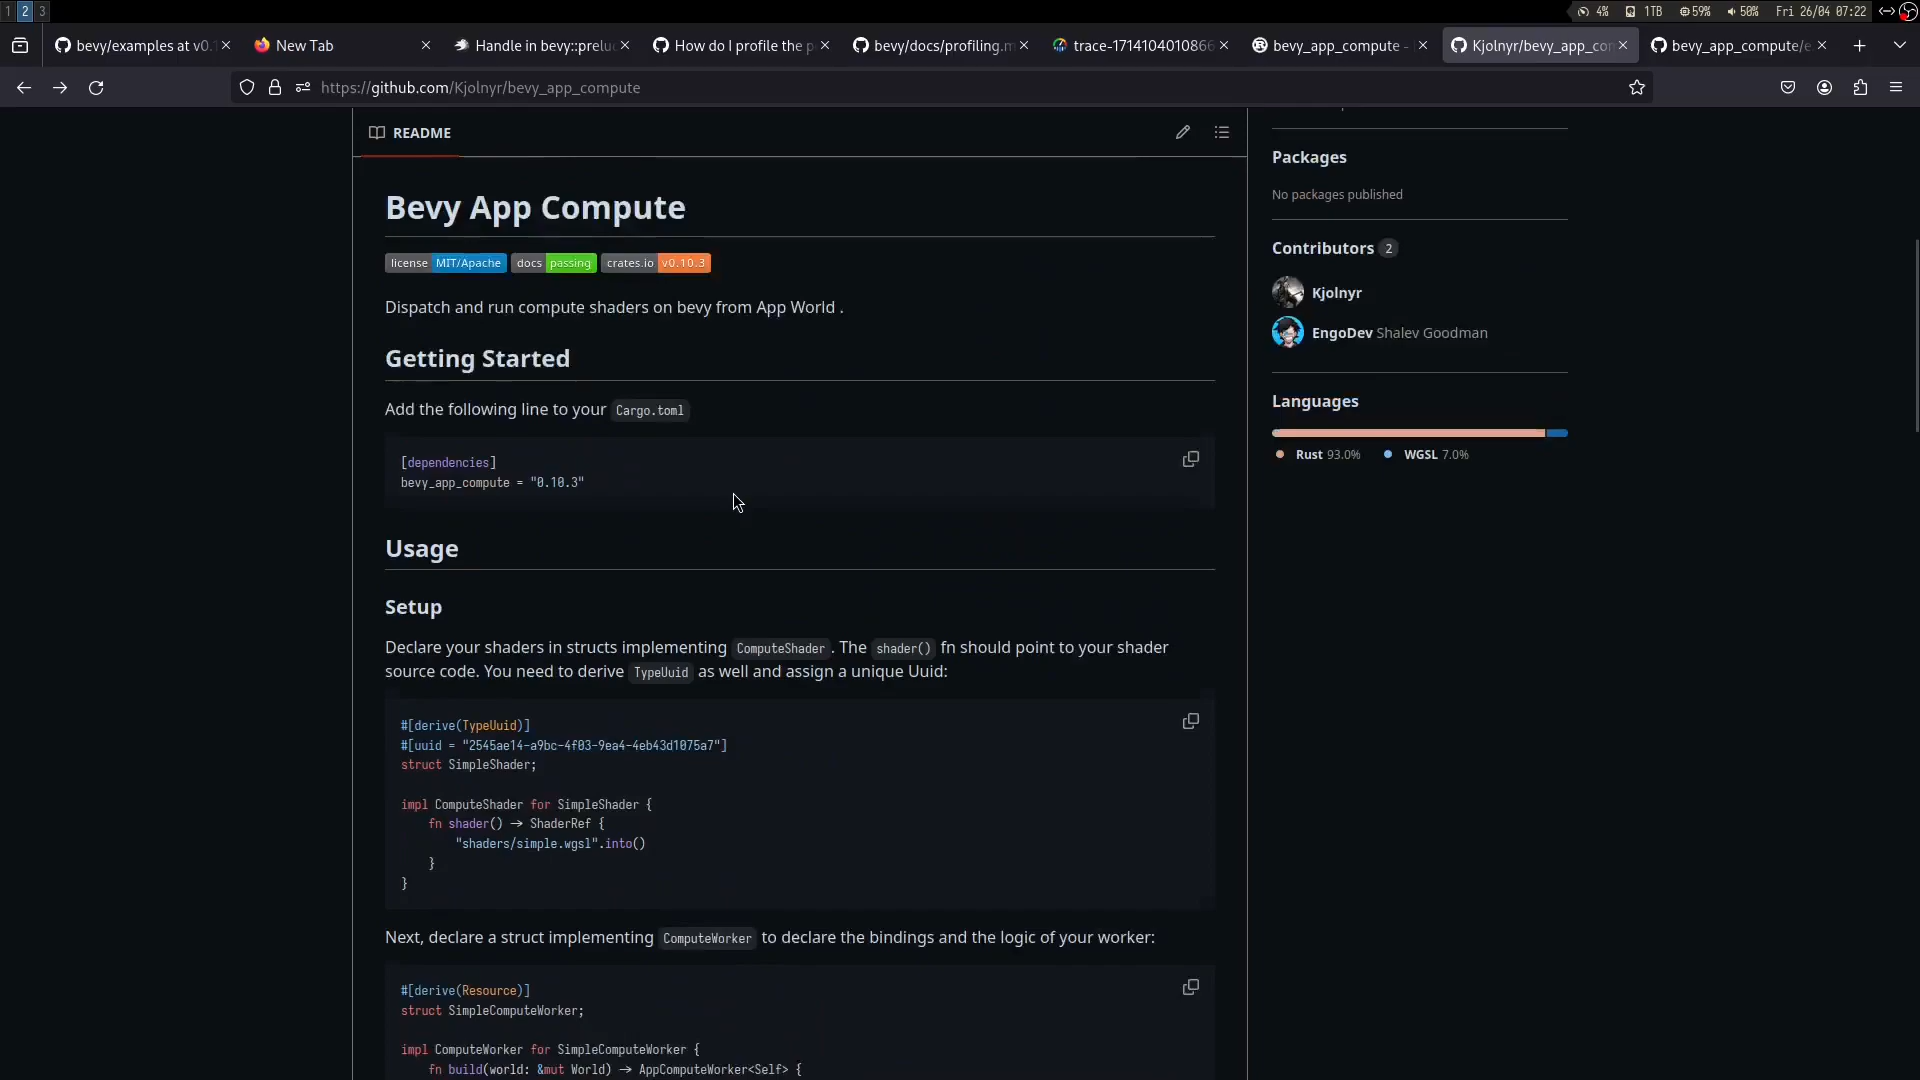 1 2 3
4% 1TB 59% 50% Fri 26/04 07:22
bevy/examples at v0.1
New Tab
Handle in bevy::prelu
How do I profile the p
bevy/docs/profiling.m
trace-1714104010866
bevy_app_compute -
Kjolnyr/bevy_app_com
bevy_app_compute/e
https://github.com/Kjolnyr/bevy_app_compute
README
Bevy App Compute
license MIT/Apache docs passing crates.io v0.10.3
Dispatch and run compute shaders on bevy from App World .
Getting Started
Add the following line to your Cargo.toml
[dependencies]
bevy_app_compute = "0.10.3"
Usage
Setup
Declare your shaders in structs implementing ComputeShader. The shader() fn should point to your shader
source code. You need to derive TypeUuid as well and assign a unique Uuid:
#[derive(TypeUuid)]
#[uuid = "2545ae14-a9bc-4f03-9ea4-4eb43d1075a7"]
struct SimpleShader;
impl ComputeShader for SimpleShader {
fn shader() -> ShaderRef {
"shaders/simple.wgsl".into()
}
}
Next, declare a struct implementing ComputeWorker to declare the bindings and the logic of your worker:
#[derive(Resource)]
struct SimpleComputeWorker;
impl ComputeWorker for SimpleComputeWorker {
fn build(world: &mut World) -> AppComputeWorker<Self> {
Packages
No packages published
Contributors 2
Kjolnyr
EngoDev Shalev Goodman
Languages
Rust 93.0% WGSL 7.0%